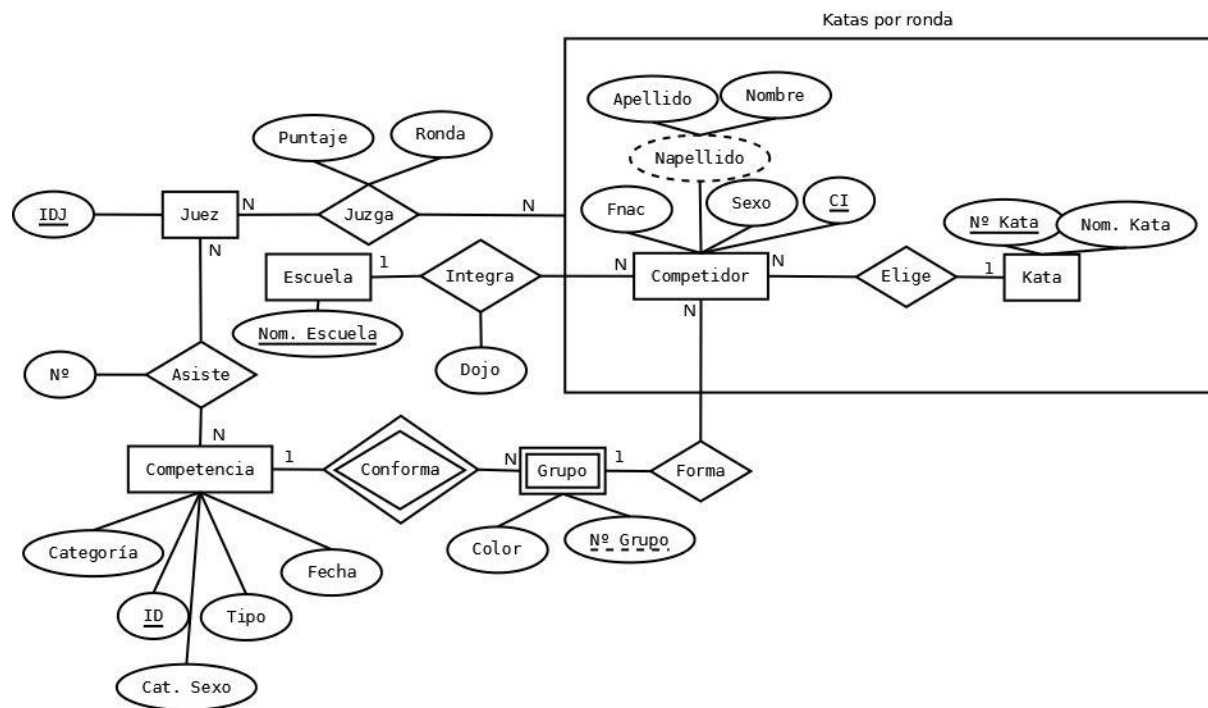 Katas por ronda
Apellido
Nombre
Puntaje
Ronda
Napellido
IDJ
Juez
N
Juzga
N
Fnac
Sexo
CI
Nº Kata
Nom. Kata
N
Escuela
1
Integra
N
Competidor
N
Elige
1
Kata
N
Nom. Escuela
Nº
Asiste
Dojo
N
Competencia
1
Conforma
N
Grupo
1
Forma
Categoría
Fecha
Color
Nº Grupo
ID
Tipo
Cat. Sexo